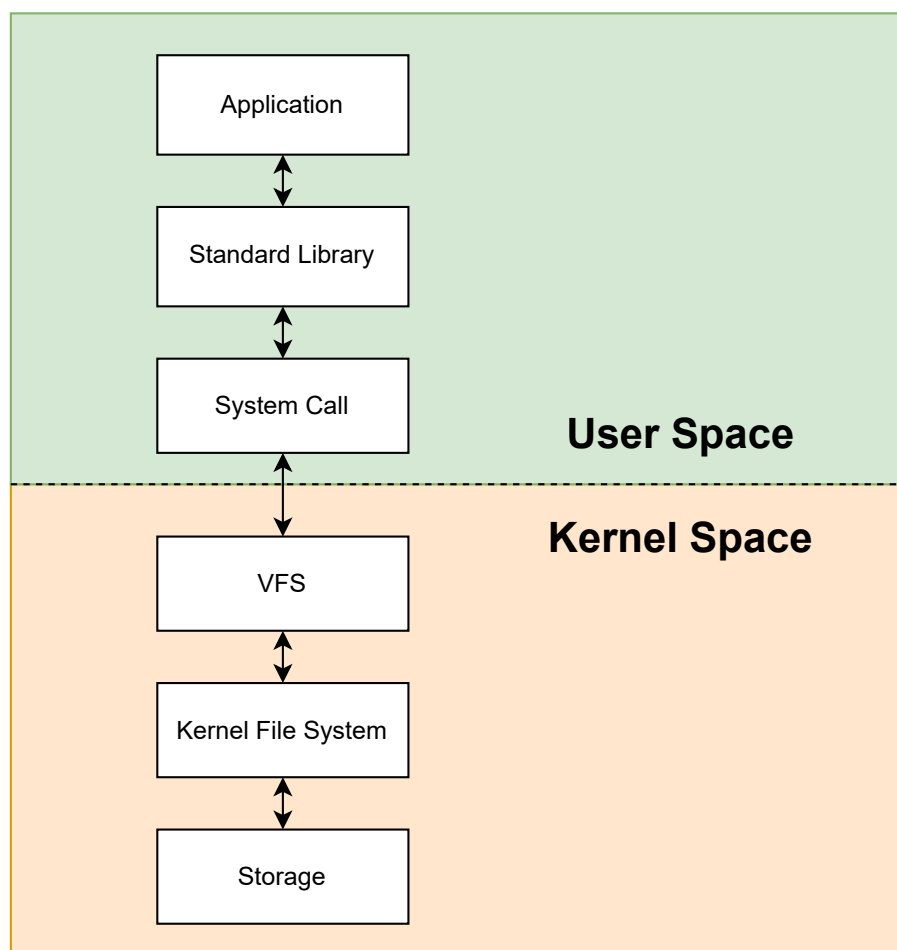 Application
Standard Library
System Call
User Space
Kernel Space
VFS
Kernel File System
Storage